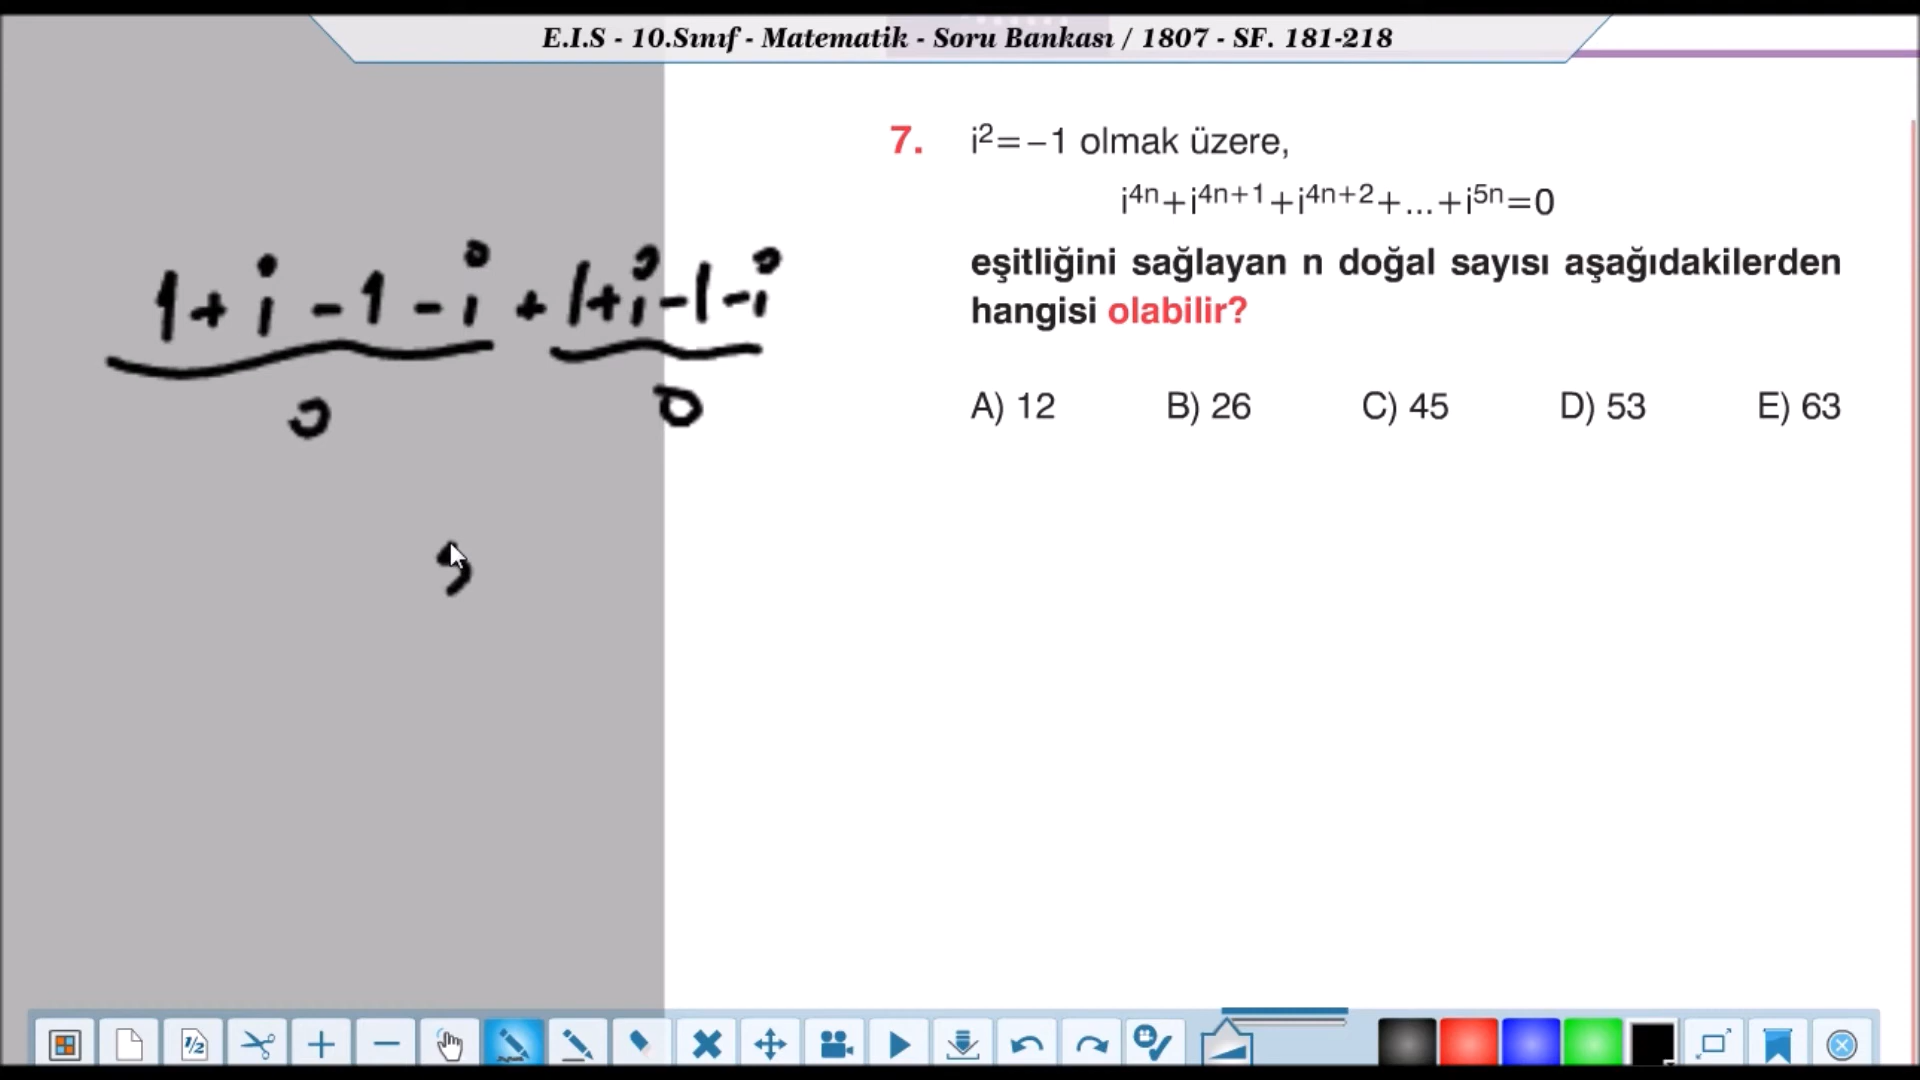 E.I.S - 10.Sınıf - Matematik - Soru Bankası / 1807 - SF. 181-218
7. i²=−1 olmak üzere,
i⁴ⁿ+i⁴ⁿ⁺¹+i⁴ⁿ⁺²+...+i⁵ⁿ=0
eşitliğini sağlayan n doğal sayısı aşağıdakilerden
hangisi olabilir?
A) 12 B) 26 C) 45 D) 53 E) 63
1+i-1-i+1+i-1-i
0 0
1/2